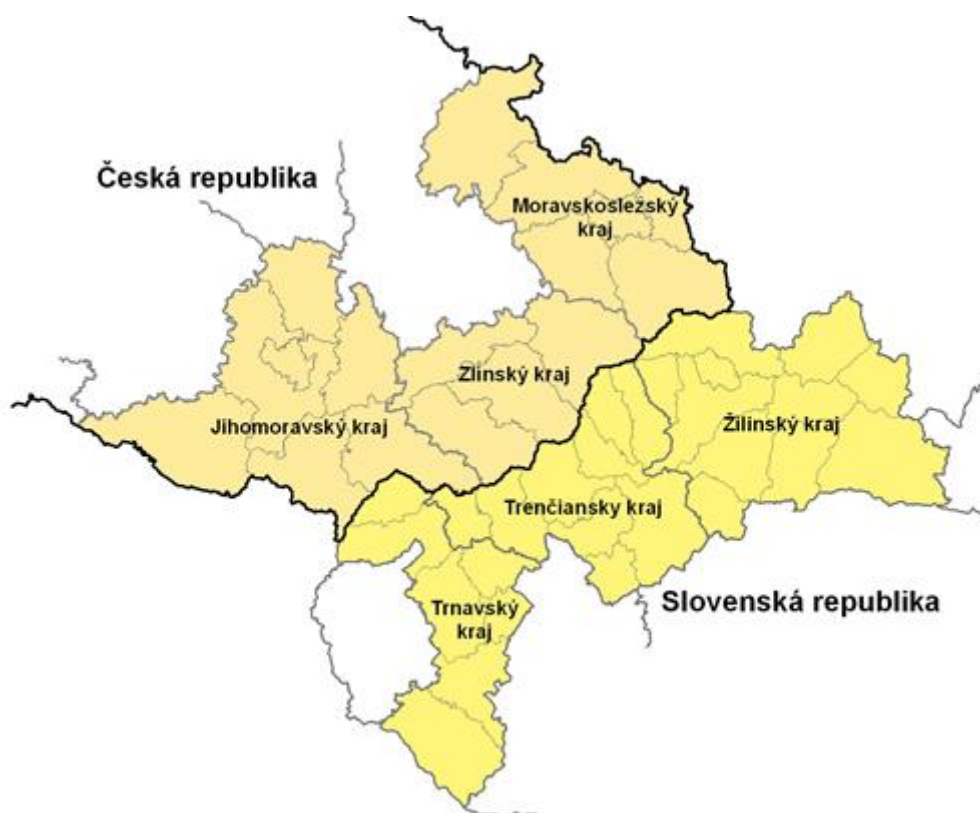 Česká republika
Moravskoslezský
kraj
Zlínský kraj
Jihomoravský kraj
Žilinský kraj
Trenčiansky kraj
Slovenská republika
Trnavský
kraj